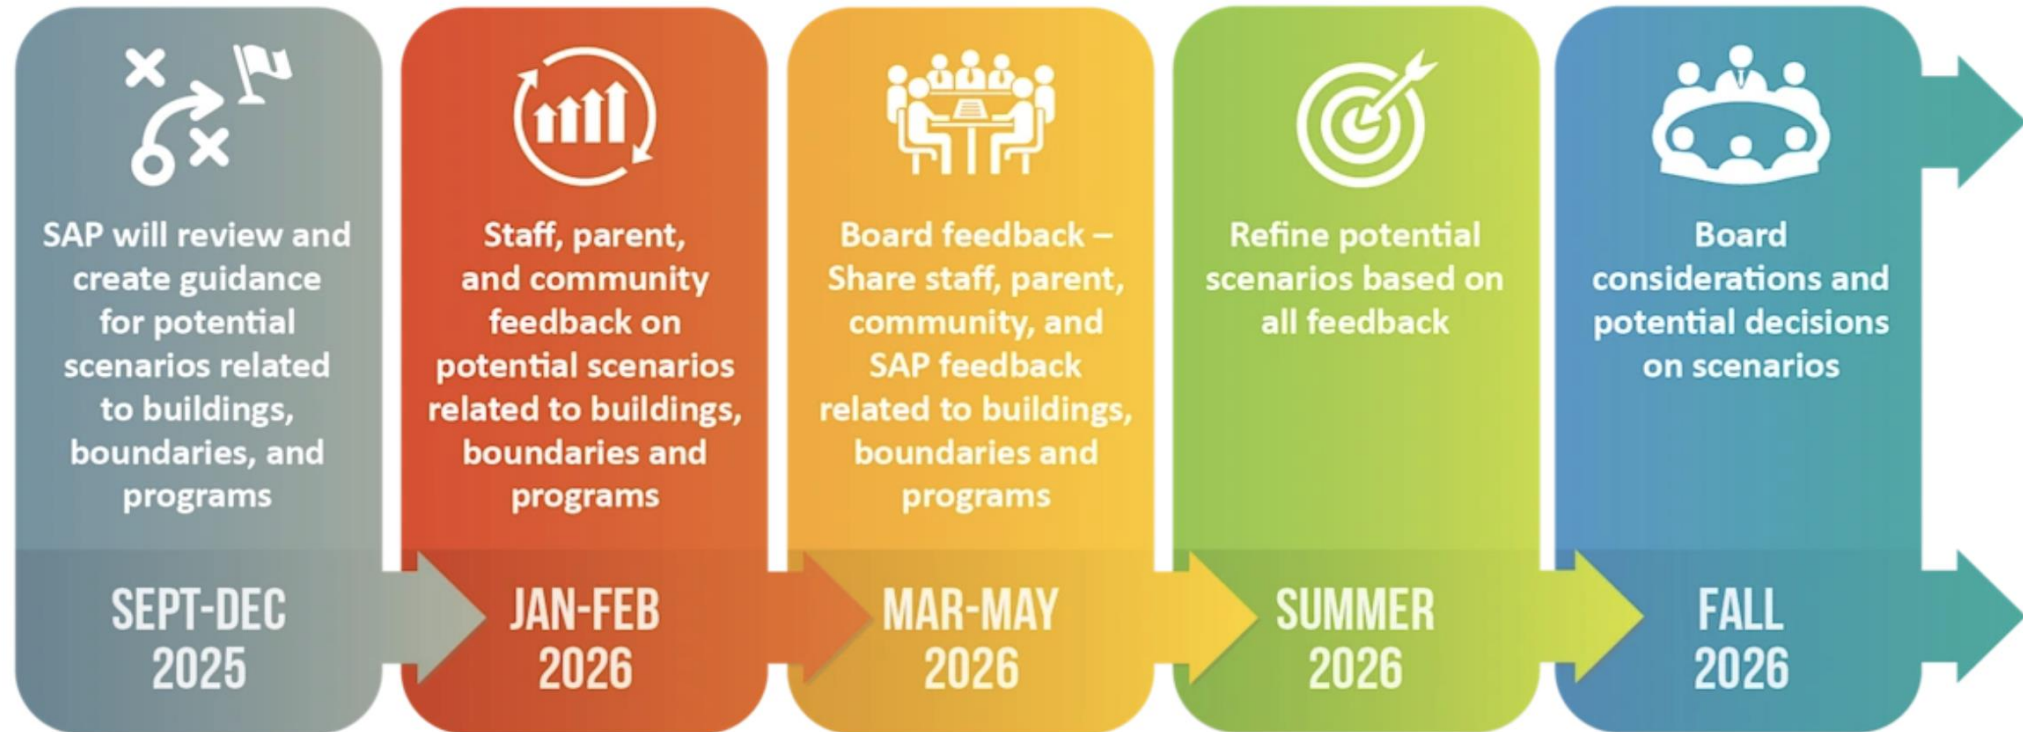 SAP will review and
create guidance
for potential
scenarios related
to buildings,
boundaries, and
programs
SEPT-DEC
2025
Staff, parent,
and community
feedback on
potential scenarios
related to buildings,
boundaries and
programs
JAN-FEB
2026
Board feedback –
Share staff, parent,
community, and
SAP feedback
related to buildings,
boundaries and
programs
MAR-MAY
2026
Refine potential
scenarios based on
all feedback
SUMMER
2026
Board
considerations and
potential decisions
on scenarios
FALL
2026